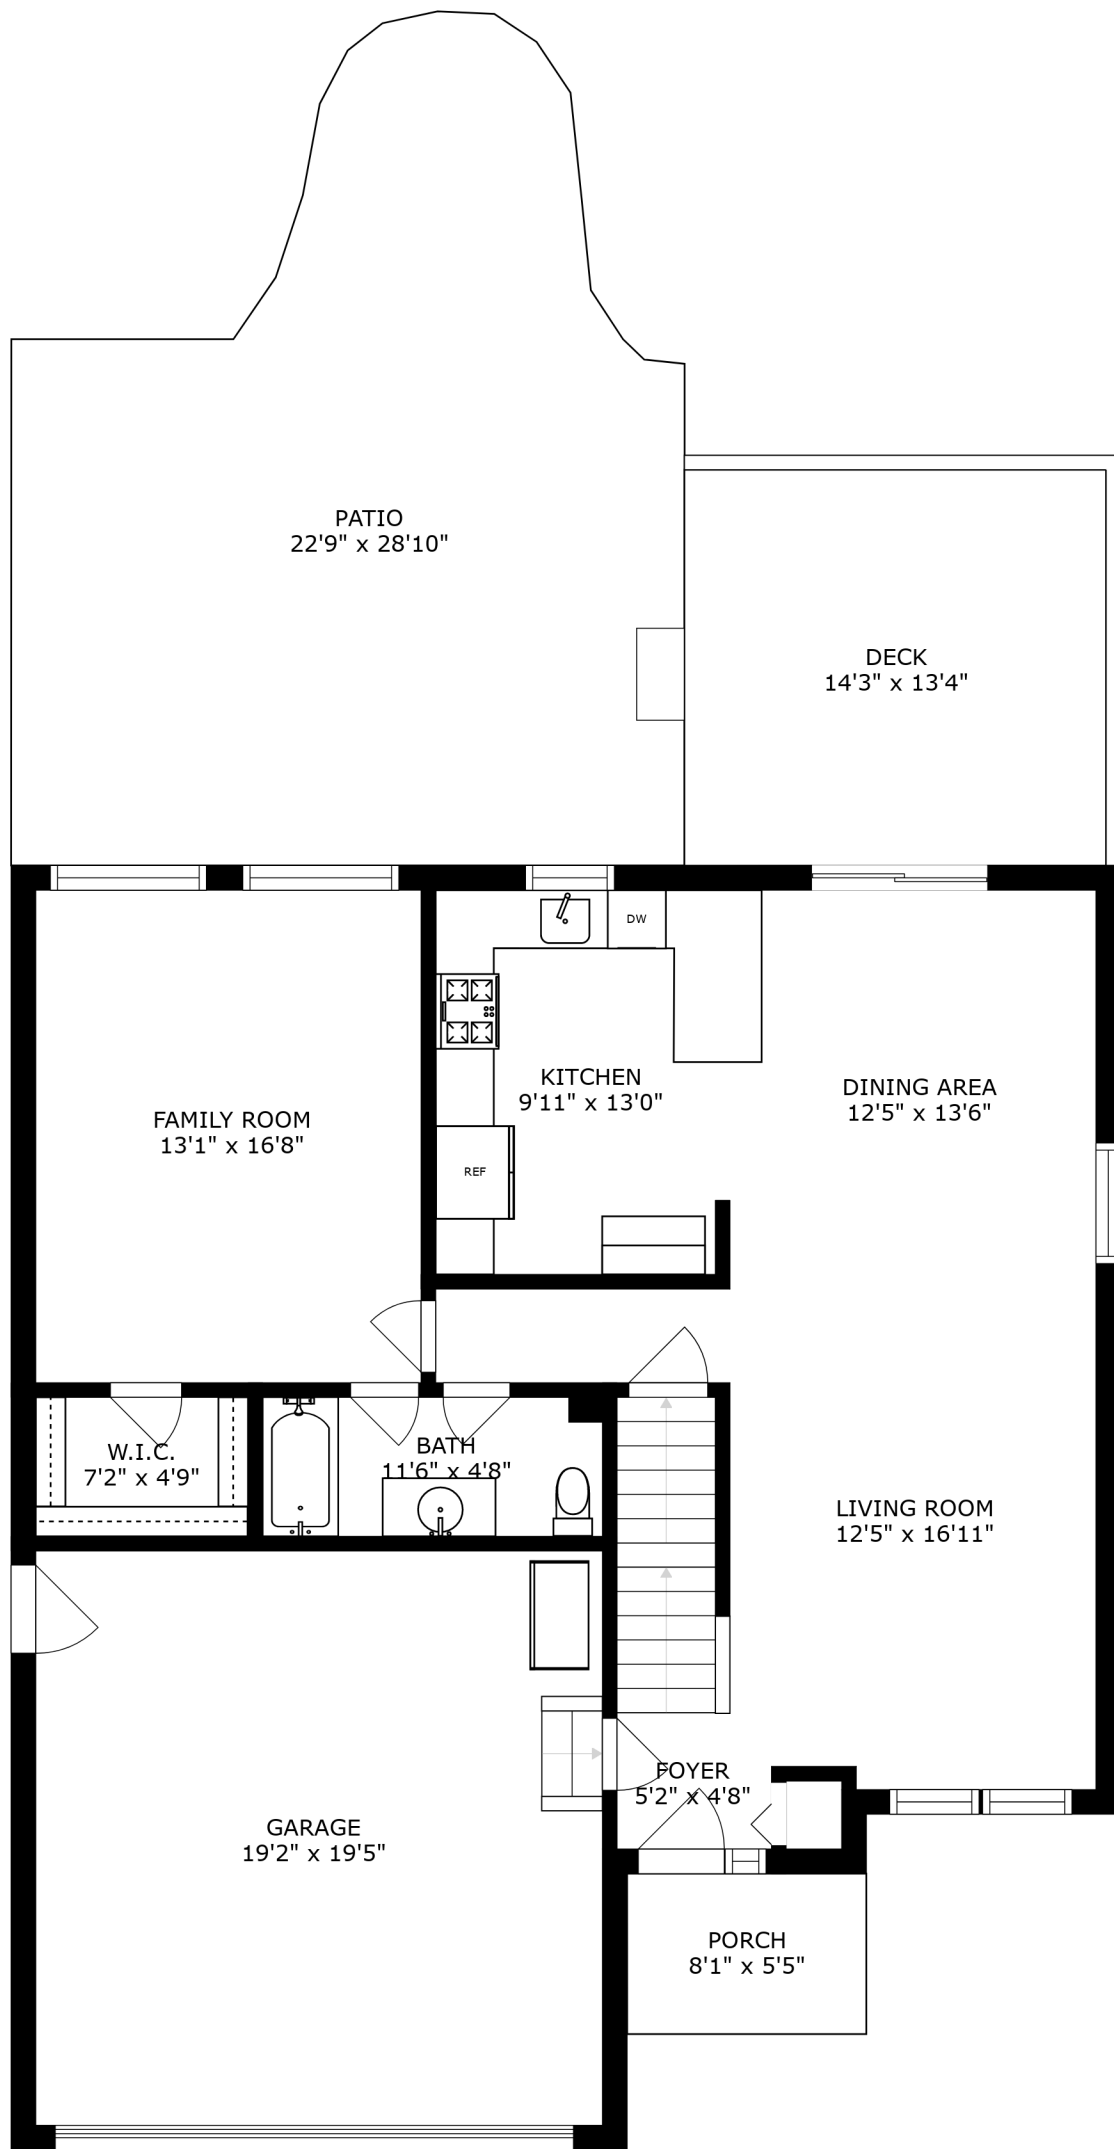 PATIO
22'9" x 28'10"
DECK
14'3" x 13'4"
DW
KITCHEN
9'11" x 13'0"
DINING AREA
12'5" x 13'6"
FAMILY ROOM
13'1" x 16'8"
REF
W.I.C.
7'2" x 4'9"
BATH
11'6" x 4'8"
LIVING ROOM
12'5" x 16'11"
FOYER
5'2" x 4'8"
GARAGE
19'2" x 19'5"
PORCH
8'1" x 5'5"